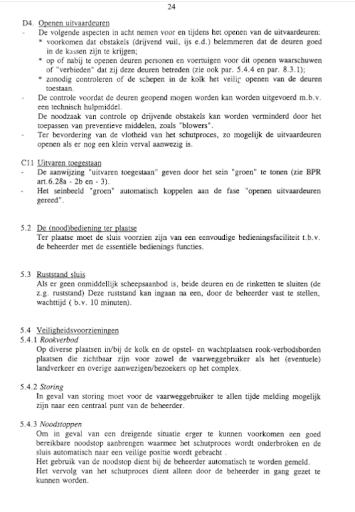 24
D4. Openen uitvaardeuren
- De volgende aspecten in acht nemen voor en tijdens het openen van de uitvaardeuren:
* voorkomen dat obstakels (drijvend vuil, ijs e.d.) belemmeren dat de deuren goed
in de kassen zijn te krijgen;
* op of nabij te openen deuren personen en voertuigen voor dit openen waarschuwen
of "verbieden" dat zij deze deuren betreden (zie ook par. 5.4.4 en par. 8.3.1);
* zonodig controleren of de schepen in de kolk het veilig openen van de deuren
toestaan.
- De controle voordat de deuren geopend mogen worden kan worden uitgevoerd m.b.v.
een technisch hulpmiddel.
De noodzaak van controle op drijvende obstakels kan worden verminderd door het
toepassen van preventieve middelen, zoals "blowers".
- Ter bevordering van de vlotheid van het schutproces, zo mogelijk de uitvaardeuren
openen als er nog een klein verval aanwezig is.
C11 Uitvaren toegestaan
- De aanwijzing "uitvaren toegestaan" geven door het sein "groen" te tonen (zie BPR
art.6.28a - 2b en - 3).
- Het seinbeeld "groen" automatisch koppelen aan de fase "openen uitvaardeuren
gereed".
5.2 De (nood)bediening ter plaatse
Ter plaatse moet de sluis voorzien zijn van een eenvoudige bedieningsfaciliteit t.b.v.
de beheerder met de essentiële bedienings functies.
5.3 Ruststand sluis
Als er geen onmiddellijk scheepsaanbod is, beide deuren en de rinketten te sluiten (de
z.g. ruststand) Deze ruststand kan ingaan na een, door de beheerder vast te stellen,
wachttijd ( b.v. 10 minuten).
5.4 Veiligheidsvoorzieningen
5.4.1 Rookverbod
Op diverse plaatsen in/bij de kolk en de opstel- en wachtplaatsen rook-verbodsborden
plaatsen die zichtbaar zijn voor zowel de vaarweggebruiker als het (eventuele)
landverkeer en overige aanwezigen/bezoekers op het complex.
5.4.2 Storing
In geval van storing moet voor de vaarweggebruiker te allen tijde melding mogelijk
zijn naar een centraal punt van de beheerder.
5.4.3 Noodstoppen
Om in geval van een dreigende situatie erger te kunnen voorkomen een goed
bereikbare noodstop aanbrengen waarmee het schutproces wordt onderbroken en de
sluis automatisch naar een veilige positie wordt gebracht .
Het gebruik van de noodstop dient bij de beheerder automatisch te worden gemeld.
Het vervolg van het schutproces dient alleen door de beheerder in gang gezet te
kunnen worden.